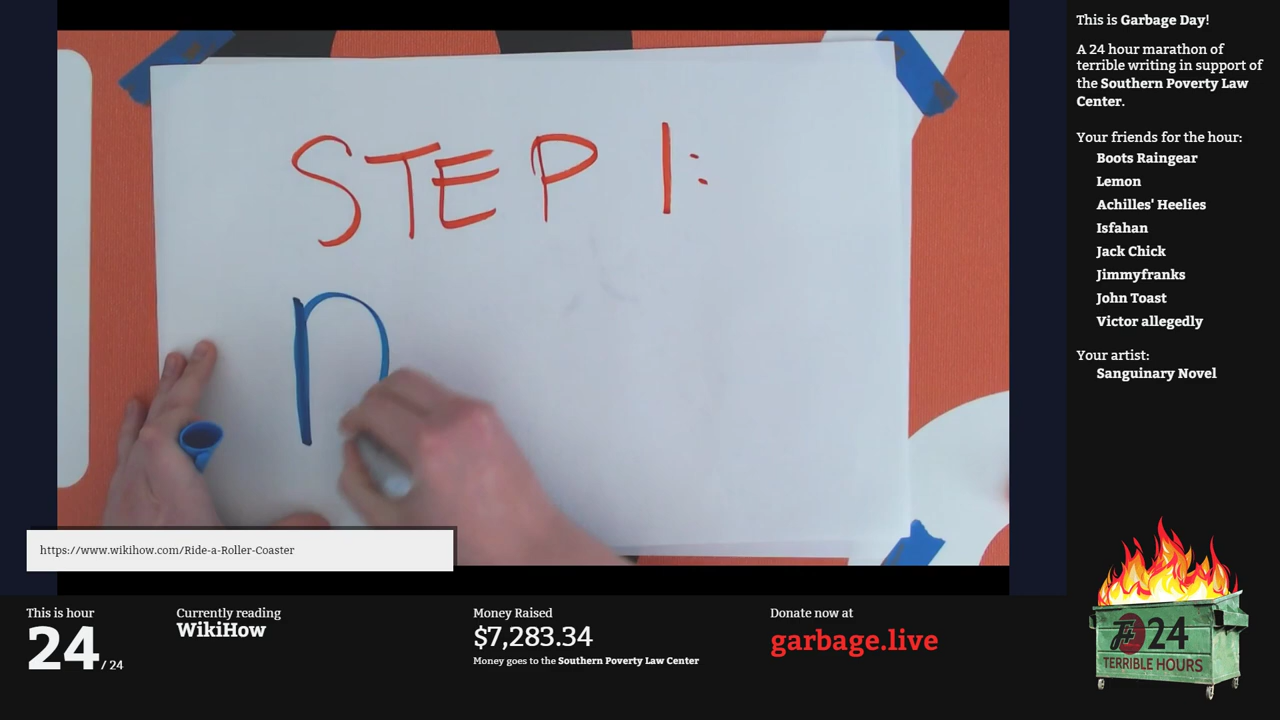 STEP 1:
https://www.wikihow.com/Ride-a-Roller-Coaster
This is Garbage Day!
A 24 hour marathon of
terrible writing in support of
the Southern Poverty Law
Center.
Your friends for the hour:
Boots Raingear
Lemon
Achilles' Heelies
Isfahan
Jack Chick
Jimmyfranks
John Toast
Victor allegedly
Your artist:
Sanguinary Novel
This is hour
24 / 24
Currently reading
WikiHow
Money Raised
$7,283.34
Money goes to the Southern Poverty Law Center
Donate now at
garbage.live
24
TERRIBLE HOURS